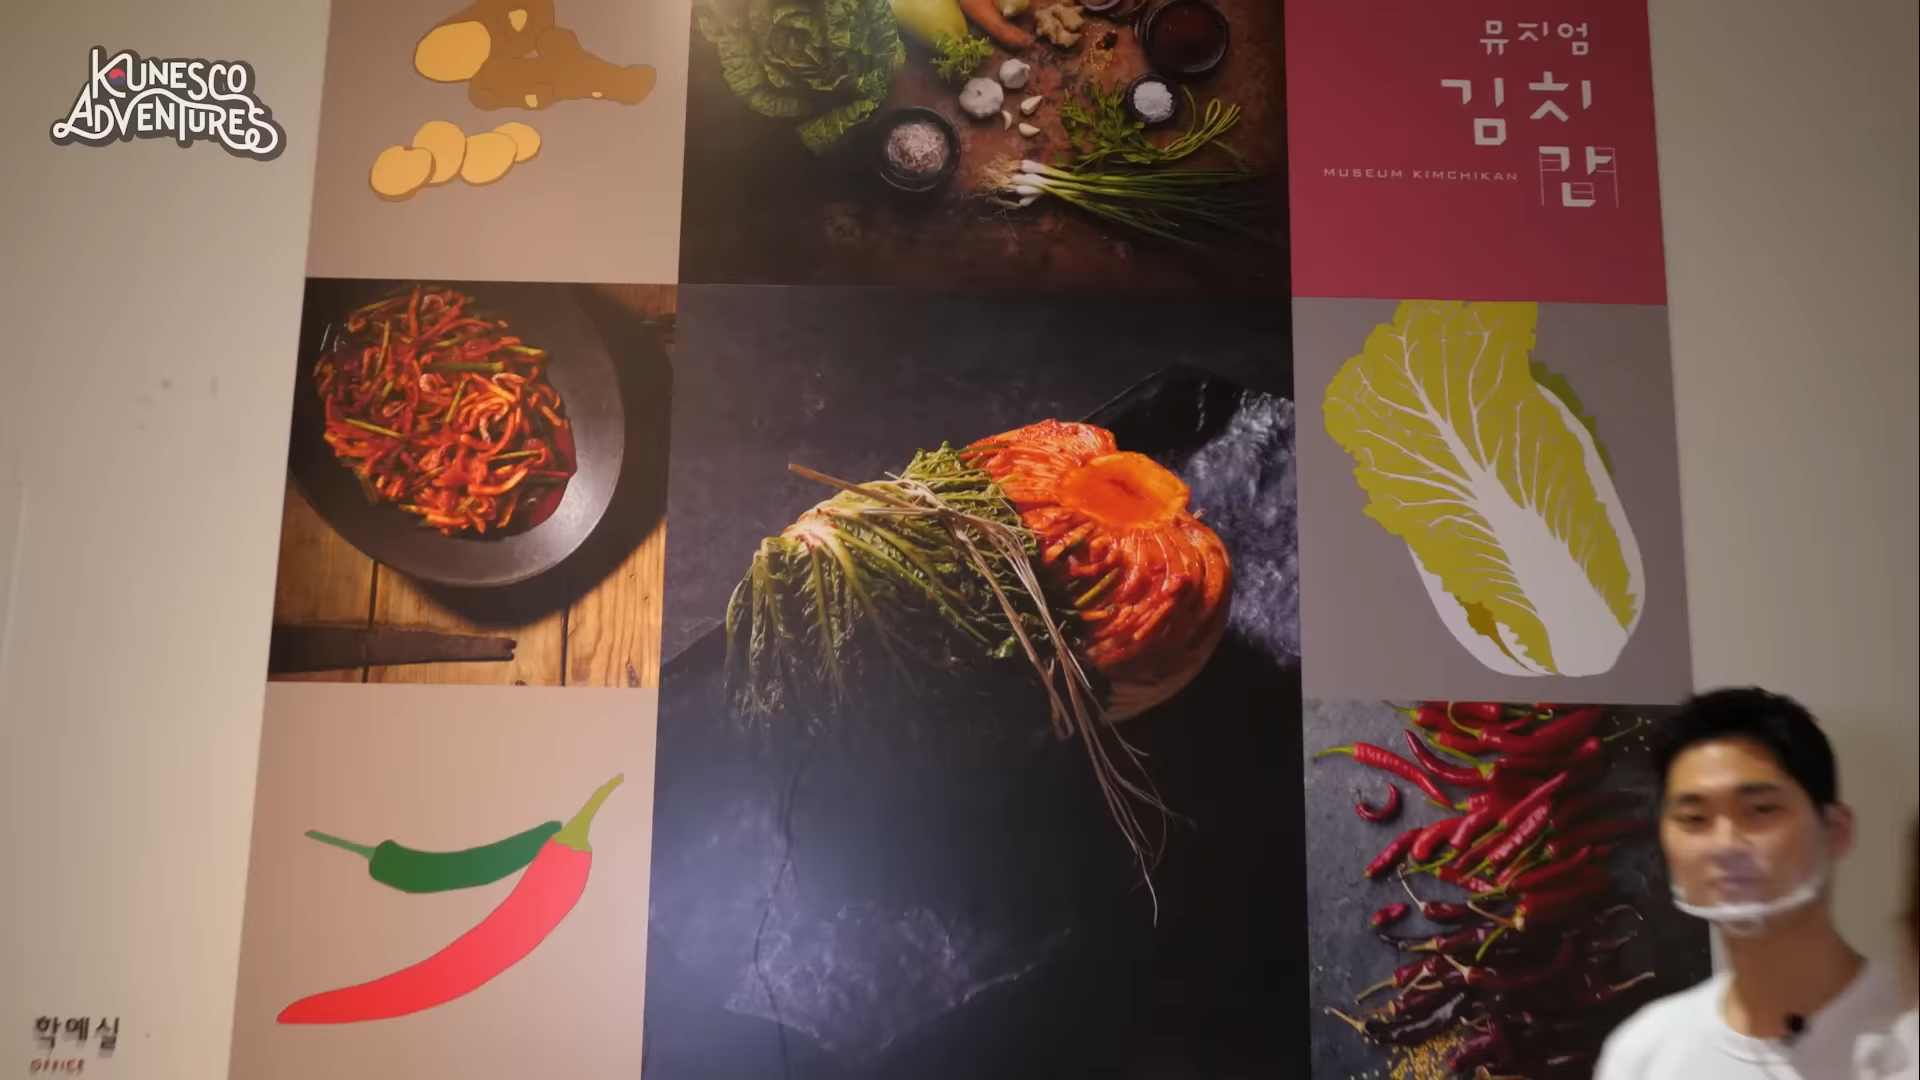 KUNESCO
ADVENTURES
뮤지엄
김치
간
MUSEUM KIMCHIKAN
학예실
OFFICE